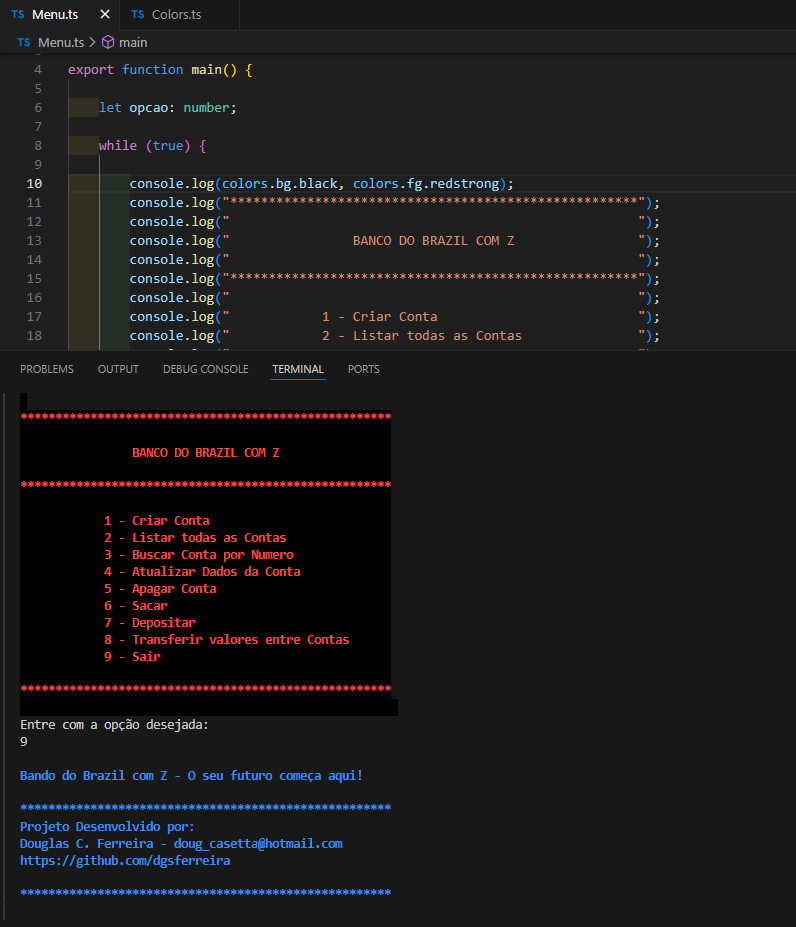 TS Menu.ts × TS Colors.ts
TS Menu.ts > main
4 export function main() {
5
6 let opcao: number;
7
8 while (true) {
9
10 console.log(colors.bg.black, colors.fg.redstrong);
11 console.log("*****************************************************");
12 console.log("                                                     ");
13 console.log("                BANCO DO BRAZIL COM Z                ");
14 console.log("                                                     ");
15 console.log("*****************************************************");
16 console.log("                                                     ");
17 console.log("            1 - Criar Conta                          ");
18 console.log("            2 - Listar todas as Contas               ");
PROBLEMS OUTPUT DEBUG CONSOLE TERMINAL PORTS
*****************************************************
BANCO DO BRAZIL COM Z
*****************************************************
1 - Criar Conta
2 - Listar todas as Contas
3 - Buscar Conta por Numero
4 - Atualizar Dados da Conta
5 - Apagar Conta
6 - Sacar
7 - Depositar
8 - Transferir valores entre Contas
9 - Sair
*****************************************************
Entre com a opção desejada:
9
Bando do Brazil com Z - O seu futuro começa aqui!
*****************************************************
Projeto Desenvolvido por:
Douglas C. Ferreira - doug_casetta@hotmail.com
https://github.com/dgsferreira
*****************************************************